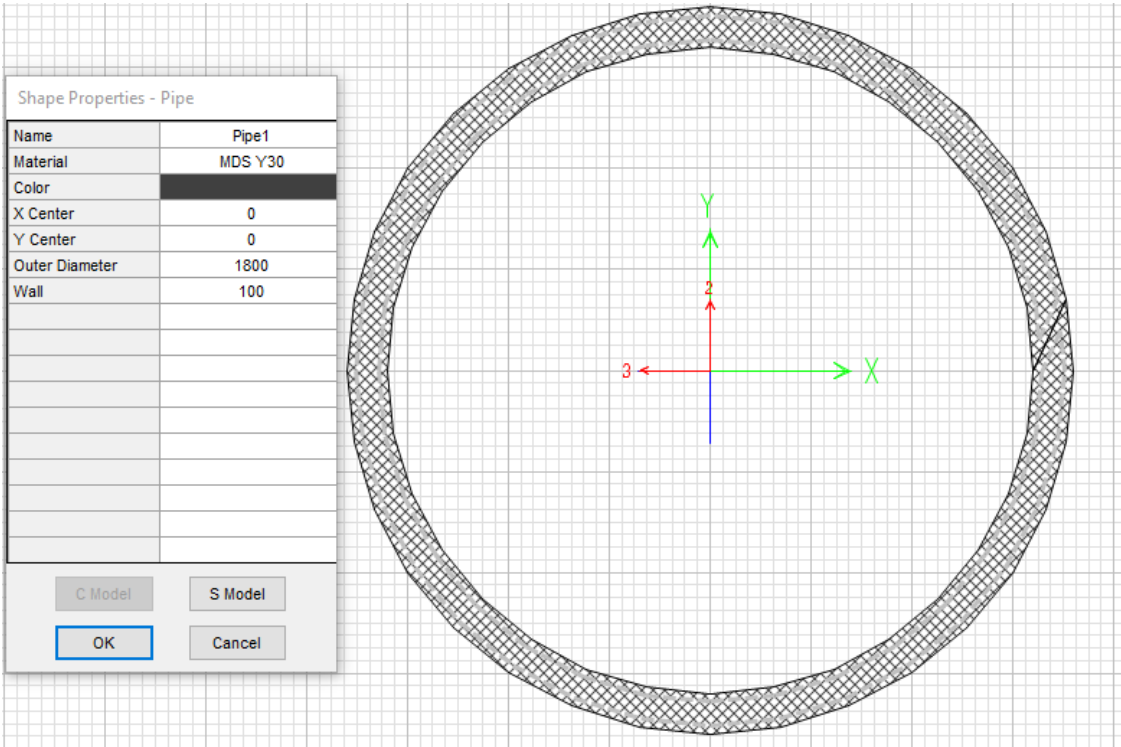 Shape Properties - Pipe
Name Pipe1
Material MDS Y30
Color
X Center 0
Y Center 0
Outer Diameter 1800
Wall 100
C Model S Model
OK Cancel
Y
2
3 X